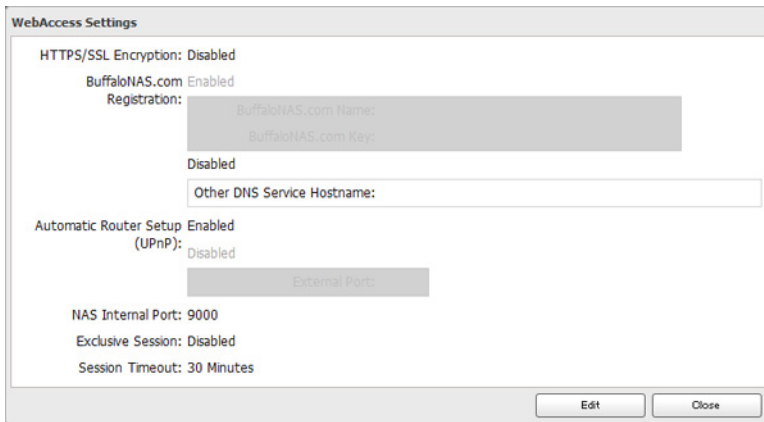 WebAccess Settings
HTTPS/SSL Encryption: Disabled
BuffaloNAS.com Enabled
Registration:
BuffaloNAS.com Name:
BuffaloNAS.com Key:
Disabled
Other DNS Service Hostname:
Automatic Router Setup Enabled
(UPnP):
Disabled
External Port:
NAS Internal Port: 9000
Exclusive Session: Disabled
Session Timeout: 30 Minutes
Edit Close